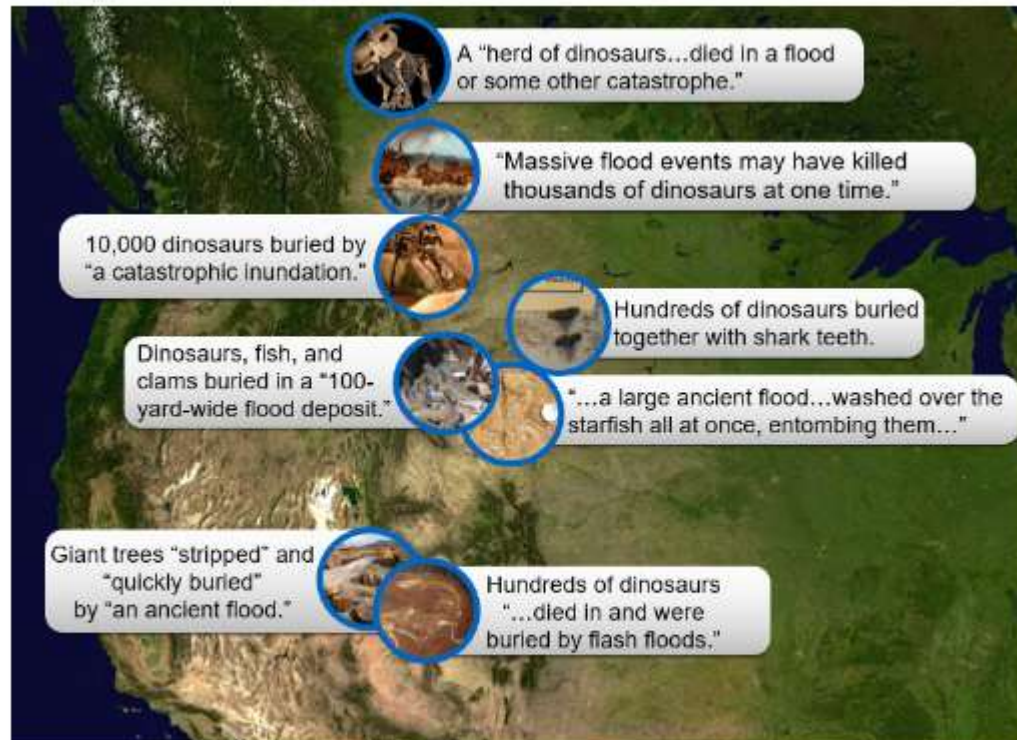 A “herd of dinosaurs…died in a flood
or some other catastrophe.”
“Massive flood events may have killed
thousands of dinosaurs at one time.”
10,000 dinosaurs buried by
“a catastrophic inundation.”
Hundreds of dinosaurs buried
together with shark teeth.
Dinosaurs, fish, and
clams buried in a “100-
yard-wide flood deposit.”
“…a large ancient flood…washed over the
starfish all at once, entombing them…”
Giant trees “stripped” and
“quickly buried”
by “an ancient flood.”
Hundreds of dinosaurs
“…died in and were
buried by flash floods.”